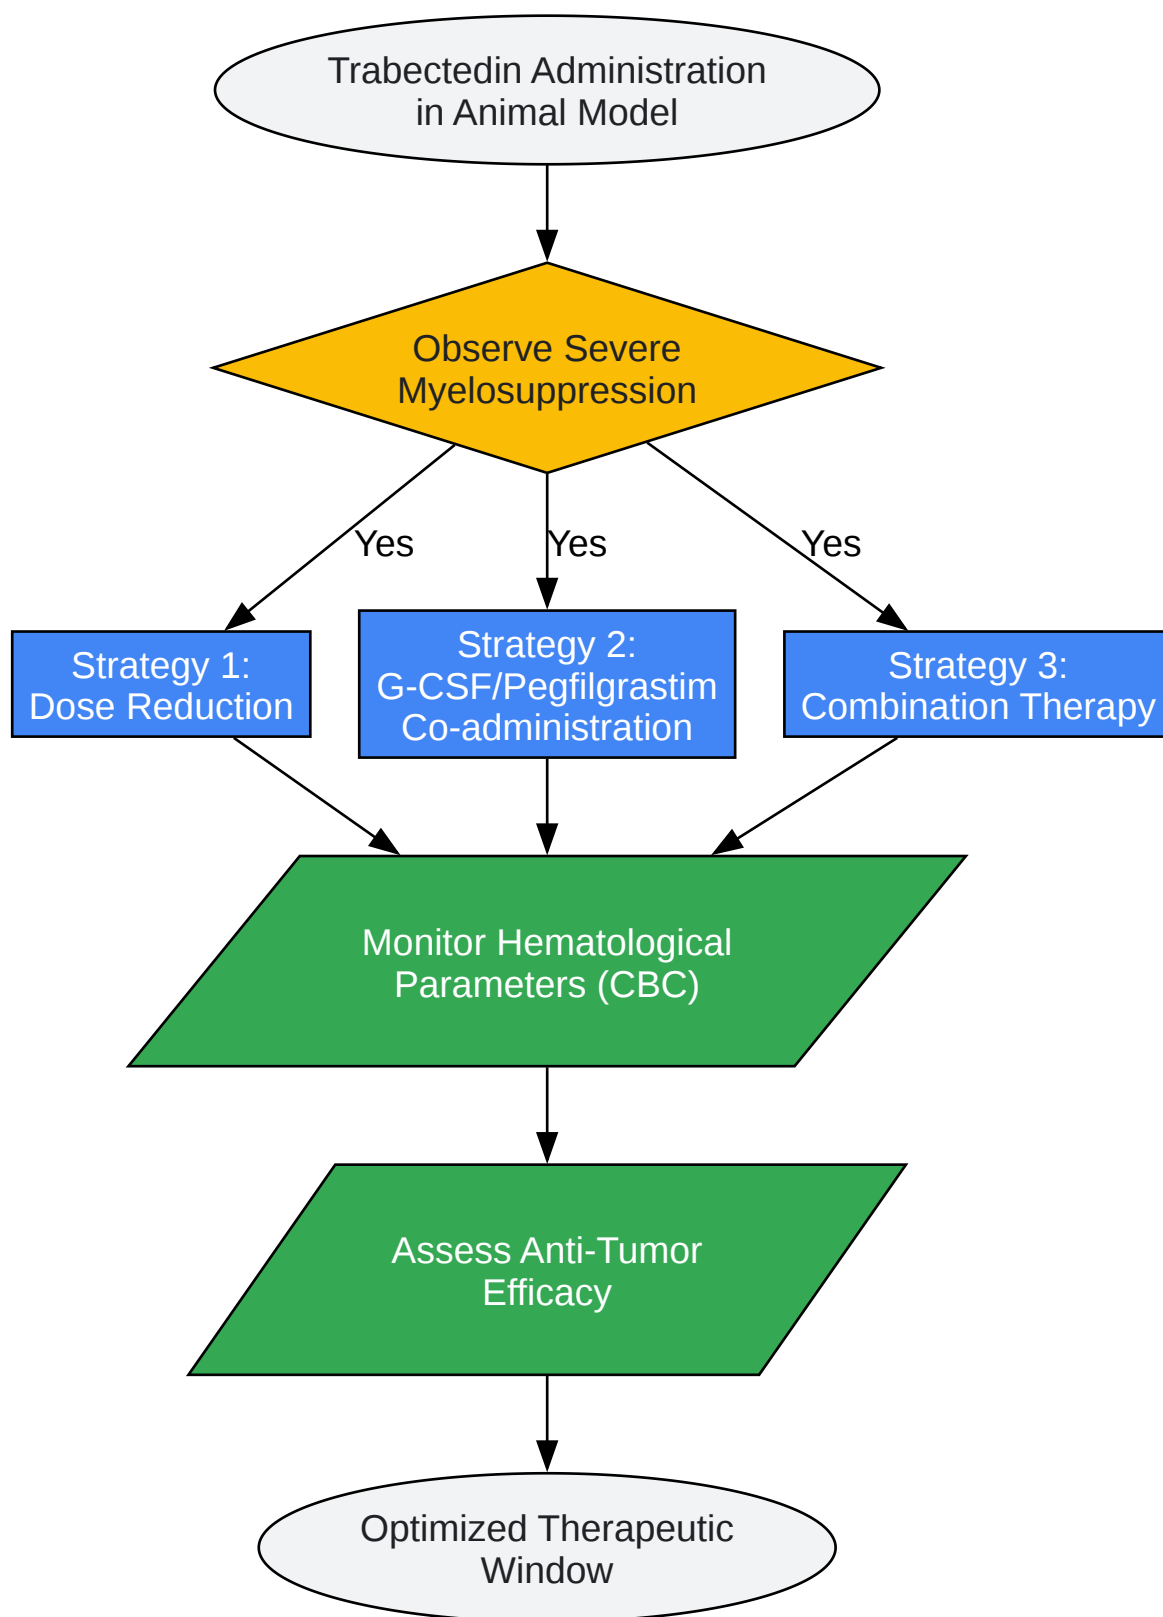 Trabectedin Administration
in Animal Model
Observe Severe
Myelosuppression
Yes
Yes
Yes
Strategy 1:
Dose Reduction
Strategy 2:
G-CSF/Pegfilgrastim
Co-administration
Strategy 3:
Combination Therapy
Monitor Hematological
Parameters (CBC)
Assess Anti-Tumor
Efficacy
Optimized Therapeutic
Window